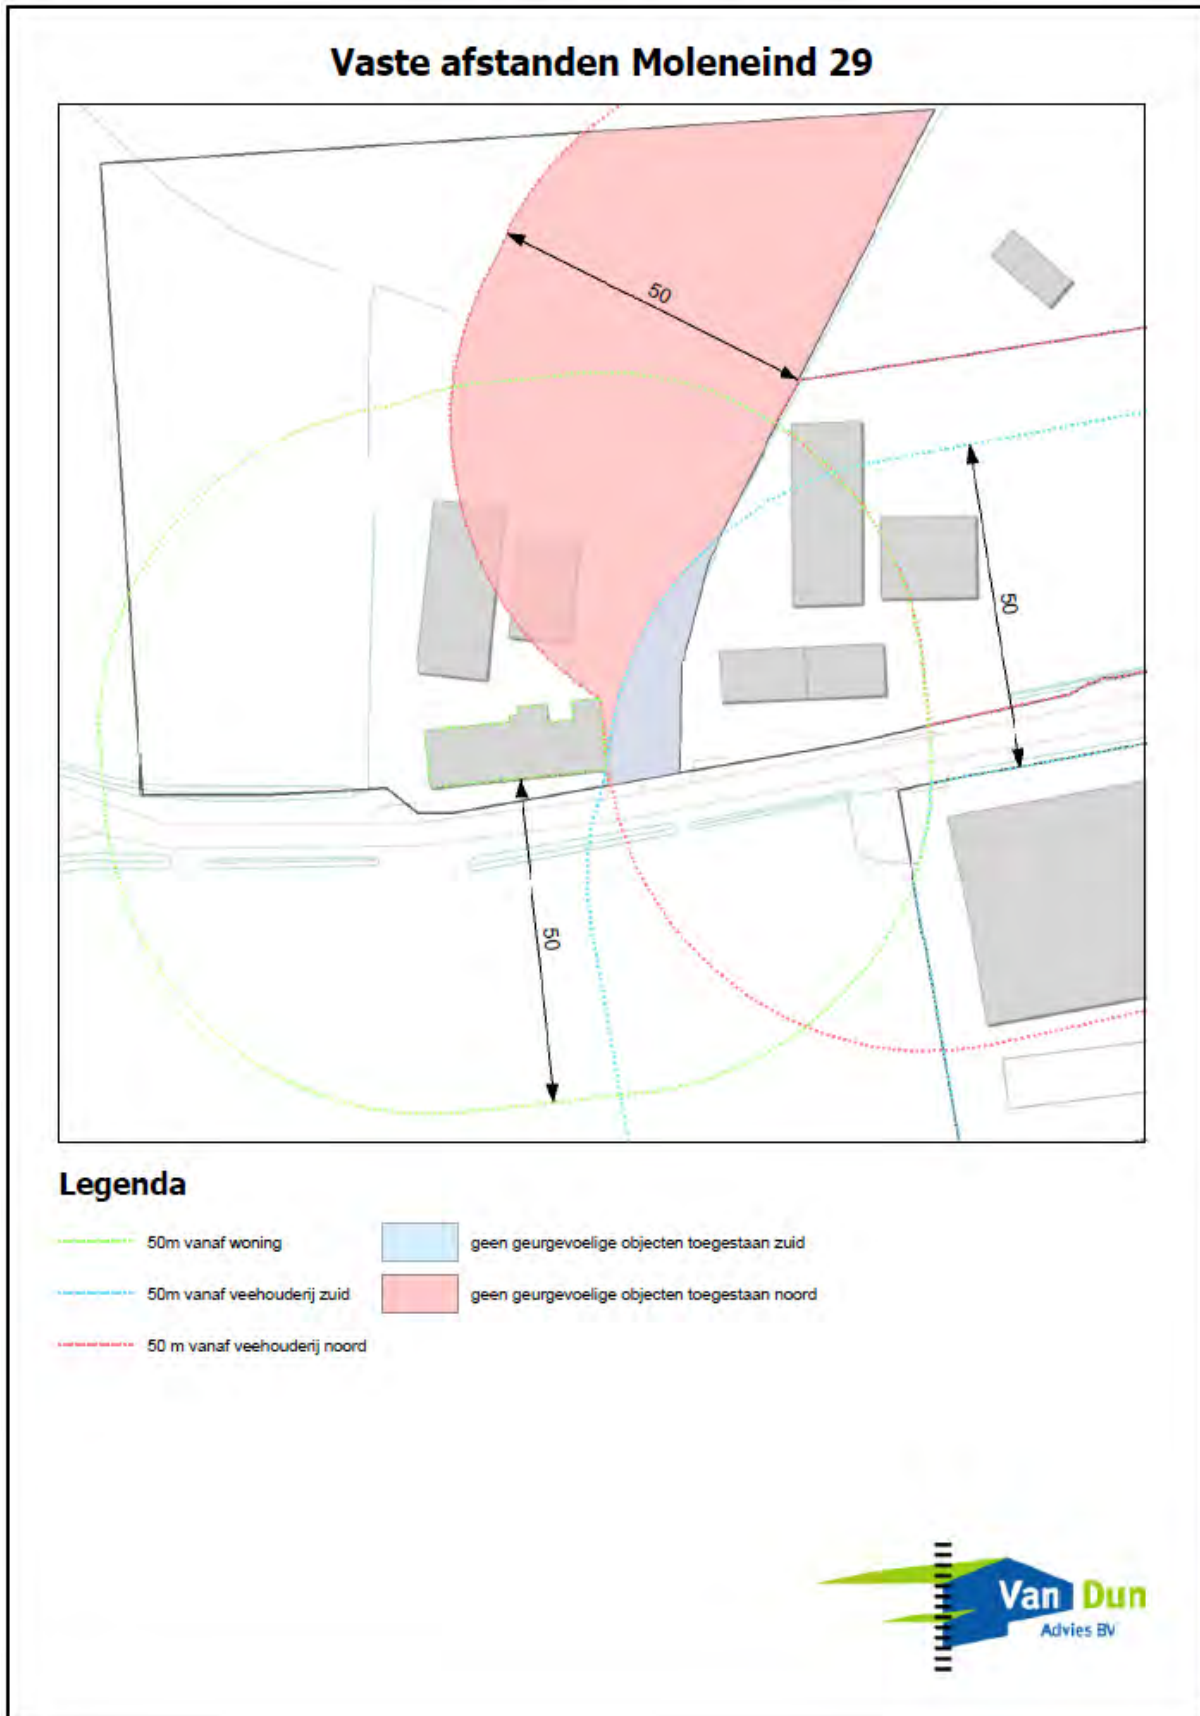 Vaste afstanden Moleneind 29
50
50
50
Legenda
50m vanaf woning
geen geurgevoelige objecten toegestaan zuid
50m vanaf veehouderij zuid
geen geurgevoelige objecten toegestaan noord
50 m vanaf veehouderij noord
Van Dun
Advies BV